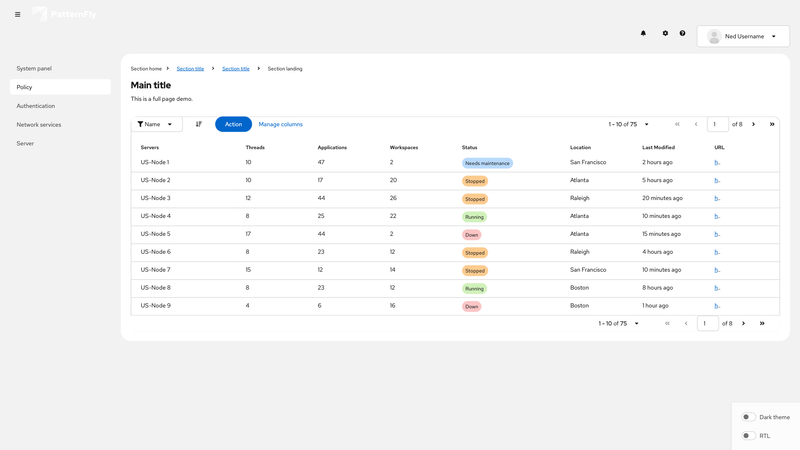 PatternFly
Ned Username
System panel
Policy
Authentication
Network services
Server
Section home Section title Section title Section landing
Main title
This is a full page demo.
Name Action Manage columns 1 - 10 of 75 1 of 8
Servers Threads Applications Workspaces Status Location Last Modified URL
US-Node 1 10 47 2 Needs maintenance San Francisco 2 hours ago h.
US-Node 2 10 17 20 Stopped Atlanta 5 hours ago h.
US-Node 3 12 44 26 Stopped Raleigh 20 minutes ago h.
US-Node 4 8 25 22 Running Atlanta 10 minutes ago h.
US-Node 5 17 44 2 Down Atlanta 15 minutes ago h.
US-Node 6 8 23 12 Stopped Raleigh 4 hours ago h.
US-Node 7 15 12 14 Stopped San Francisco 10 minutes ago h.
US-Node 8 8 23 12 Running Boston 8 hours ago h.
US-Node 9 4 6 16 Down Boston 1 hour ago h.
1 - 10 of 75 1 of 8
Dark theme
RTL